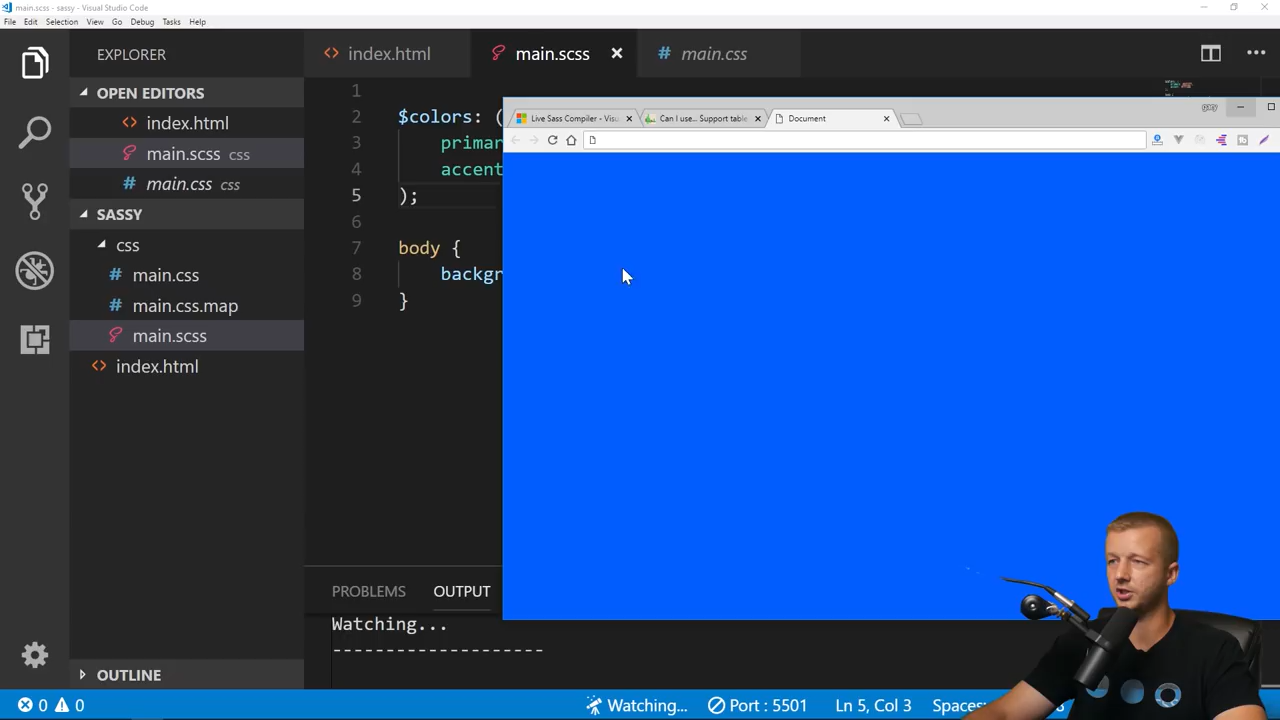 main.scss - sassy - Visual Studio Code
File Edit Selection View Go Debug Tasks Help
EXPLORER
OPEN EDITORS
index.html
main.scss css
main.css css
SASSY
css
main.css
main.css.map
main.scss
index.html
OUTLINE
index.html main.scss main.css
1
2 $colors: (
3 primar
4 accent
5 );
6
7 body {
8 backgr
9 }
gary
Live Sass Compiler - Visu Can I use... Support table Document
PROBLEMS OUTPUT
Watching...
--------------------
0 0 Watching... Port : 5501 Ln 5, Col 3 Spaces: